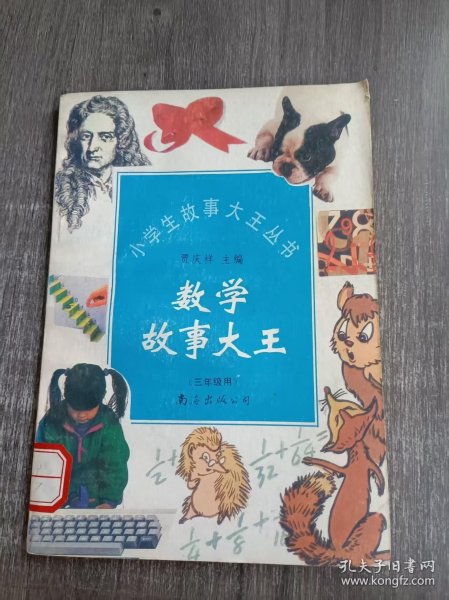 小学生故事大王丛书
贾庆祥 主编
数学
故事大王
（三年级用）
南海出版公司
孔夫子旧书网
www.kongfz.com